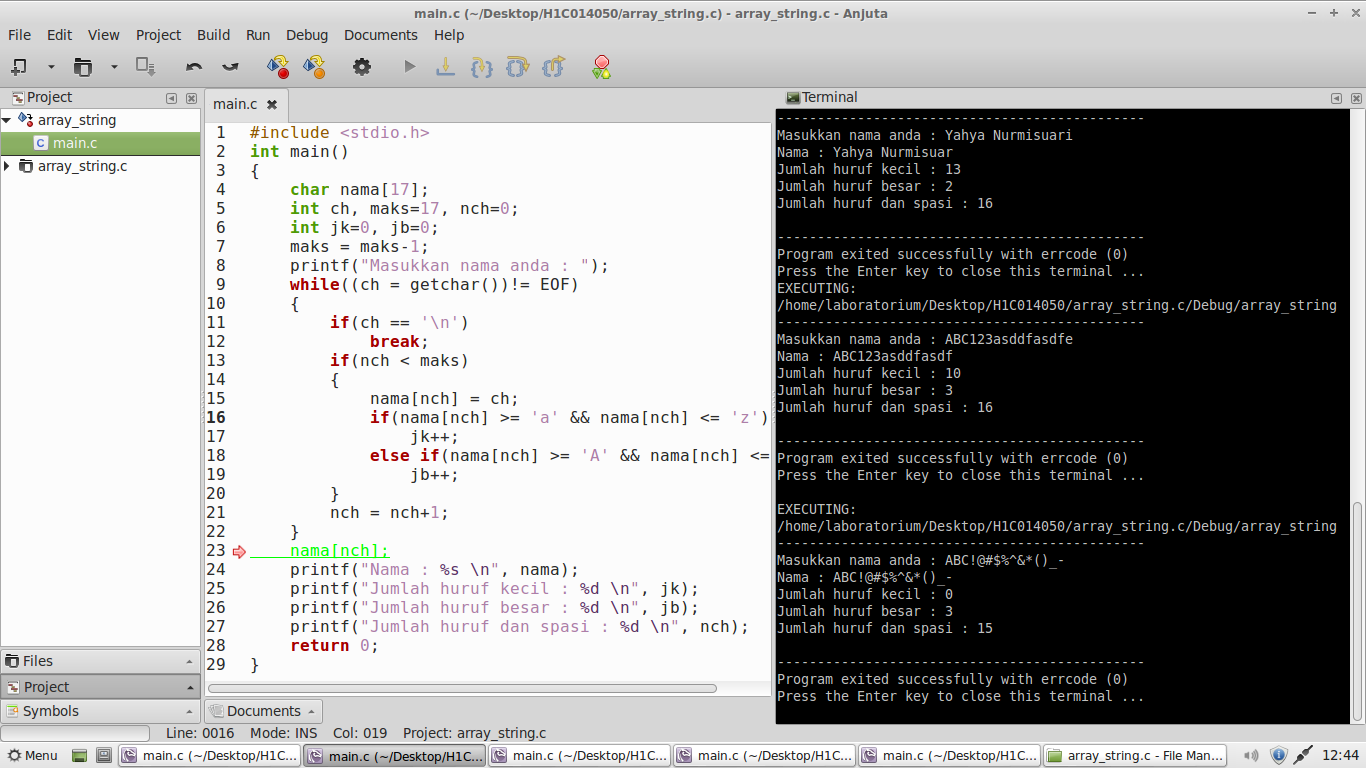 main.c (~/Desktop/H1C014050/array_string.c) - array_string.c - Anjuta
File Edit View Project Build Run Debug Documents Help
Project
array_string
main.c
array_string.c
Files
Project
Symbols
main.c
1 #include <stdio.h>
2 int main()
3 {
4 char nama[17];
5 int ch, maks=17, nch=0;
6 int jk=0, jb=0;
7 maks = maks-1;
8 printf("Masukkan nama anda : ");
9 while((ch = getchar())!= EOF)
10 {
11 if(ch == '\n')
12 break;
13 if(nch < maks)
14 {
15 nama[nch] = ch;
16 if(nama[nch] >= 'a' && nama[nch] <= 'z')
17 jk++;
18 else if(nama[nch] >= 'A' && nama[nch] <=
19 jb++;
20 }
21 nch = nch+1;
22 }
23 nama[nch];
24 printf("Nama : %s \n", nama);
25 printf("Jumlah huruf kecil : %d \n", jk);
26 printf("Jumlah huruf besar : %d \n", jb);
27 printf("Jumlah huruf dan spasi : %d \n", nch);
28 return 0;
29 }
Documents
Terminal
----------------------------------------------
Masukkan nama anda : Yahya Nurmisuari
Nama : Yahya Nurmisuar
Jumlah huruf kecil : 13
Jumlah huruf besar : 2
Jumlah huruf dan spasi : 16
----------------------------------------------
Program exited successfully with errcode (0)
Press the Enter key to close this terminal ...
EXECUTING:
/home/laboratorium/Desktop/H1C014050/array_string.c/Debug/array_string
----------------------------------------------
Masukkan nama anda : ABC123asddfasdfe
Nama : ABC123asddfasdf
Jumlah huruf kecil : 10
Jumlah huruf besar : 3
Jumlah huruf dan spasi : 16
----------------------------------------------
Program exited successfully with errcode (0)
Press the Enter key to close this terminal ...
EXECUTING:
/home/laboratorium/Desktop/H1C014050/array_string.c/Debug/array_string
----------------------------------------------
Masukkan nama anda : ABC!@#$%^&*()_-
Nama : ABC!@#$%^&*()_-
Jumlah huruf kecil : 0
Jumlah huruf besar : 3
Jumlah huruf dan spasi : 15
----------------------------------------------
Program exited successfully with errcode (0)
Press the Enter key to close this terminal ...
Line: 0016 Mode: INS Col: 019 Project: array_string.c
Menu main.c (~/Desktop/H1C... main.c (~/Desktop/H1C... main.c (~/Desktop/H1C... main.c (~/Desktop/H1C... main.c (~/Desktop/H1C... array_string.c - File Man... 12:44